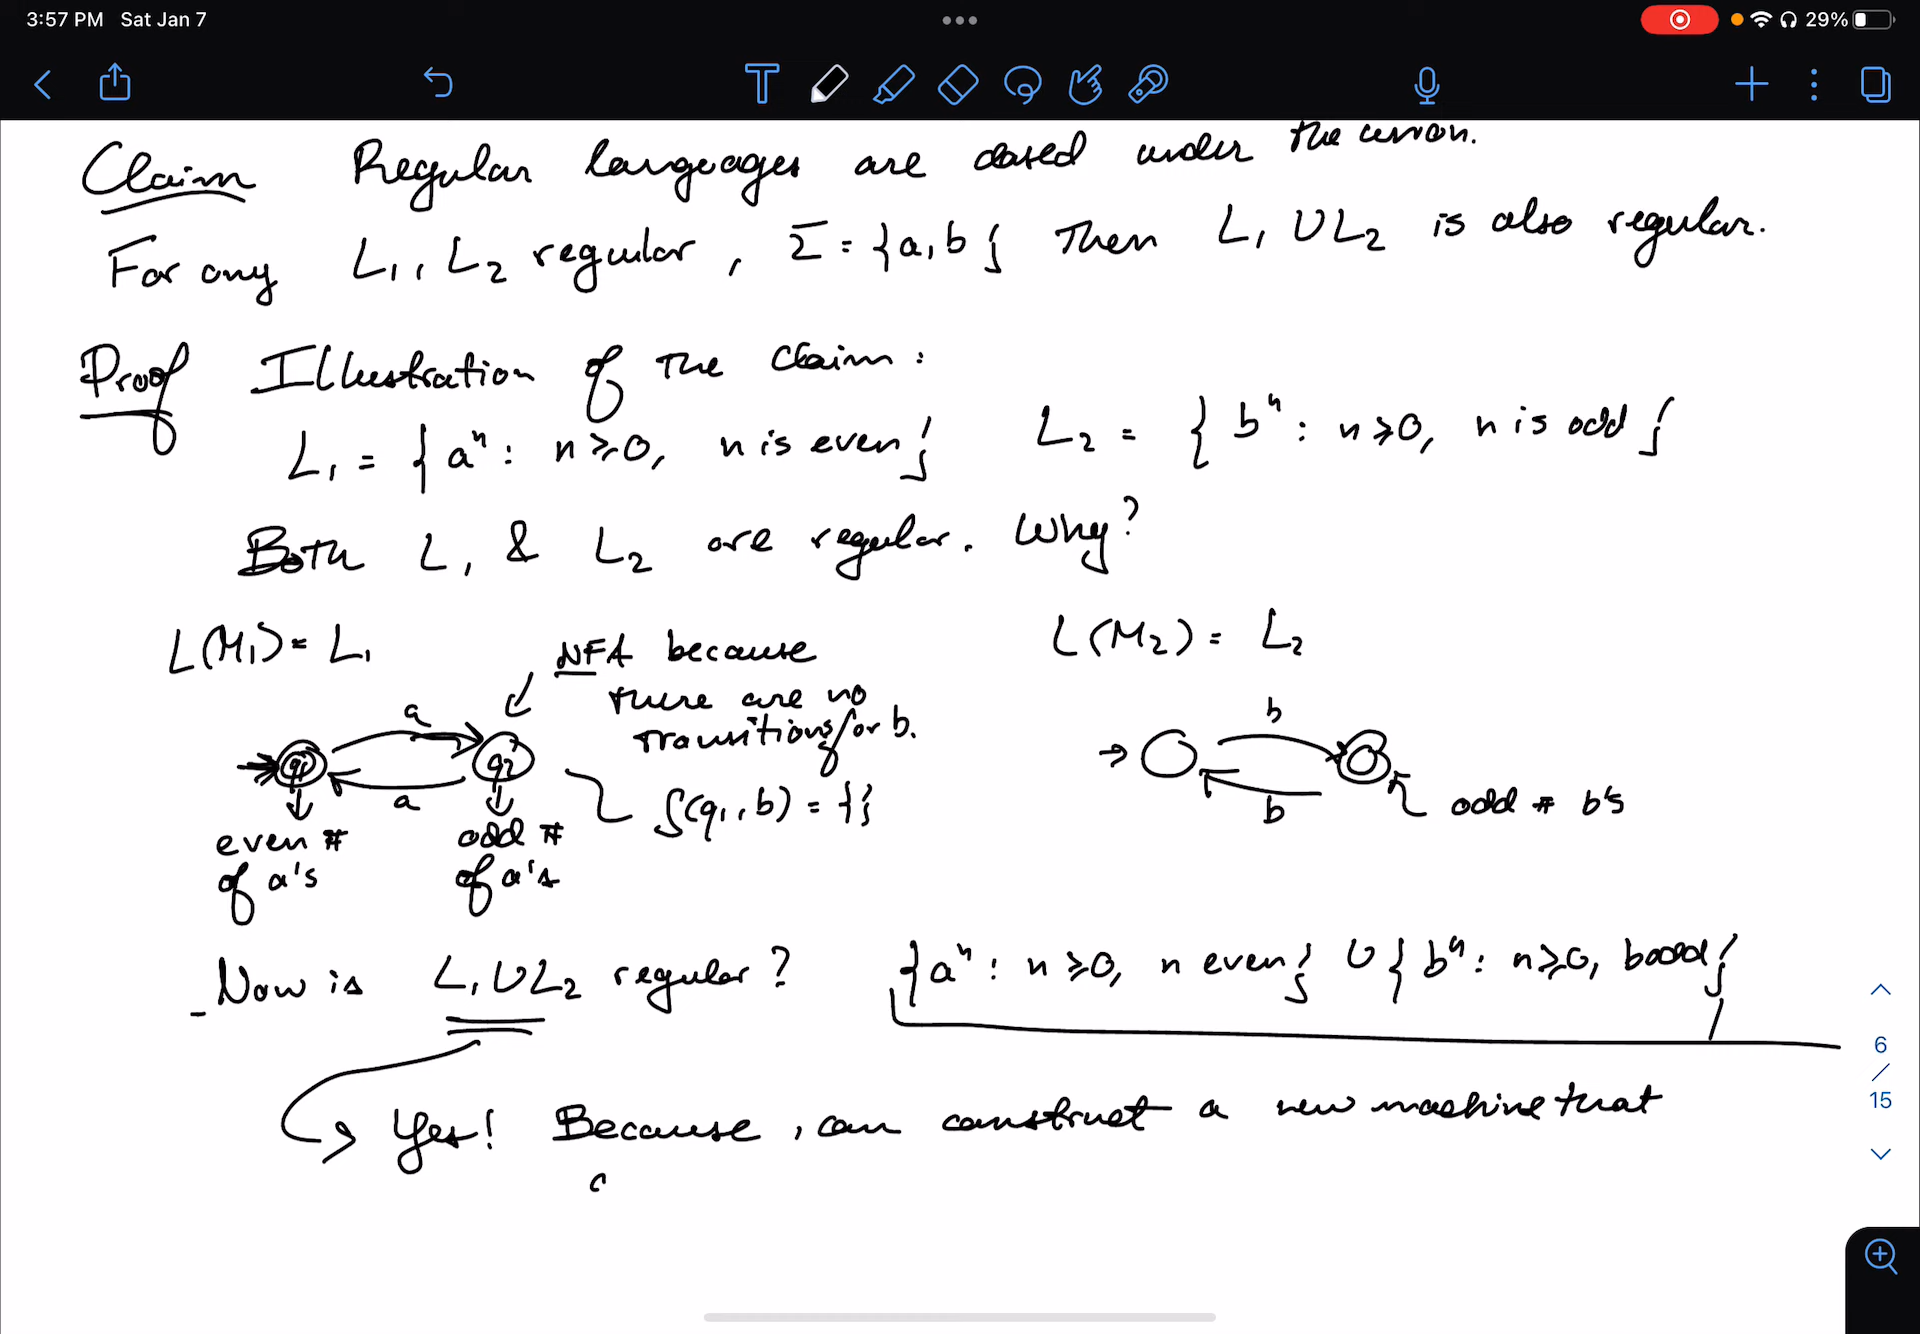 3:57 PM Sat Jan 7
29%
Claim Regular languages are closed under the union.
For any L₁, L₂ regular, Σ = {a, b} Then L₁ ∪ L₂ is also regular.
Proof Illustration of the claim:
L₁ = {aⁿ: n ≥ 0, n is even} L₂ = {bⁿ: n ≥ 0, n is odd}
Both L₁ & L₂ are regular. Why?
L(M₁) = L₁
NFA because
there are no
transitions for b.
a
q1
q2
a
δ(q₁, b) = {}
even #
of a's
odd #
of a's
L(M₂) = L₂
b
b
odd # b's
Now is L₁ ∪ L₂ regular? {aⁿ: n ≥ 0, n even} ∪ {bⁿ: n ≥ 0, b odd}
Yes! Because, can construct a new machine that
6
/
15